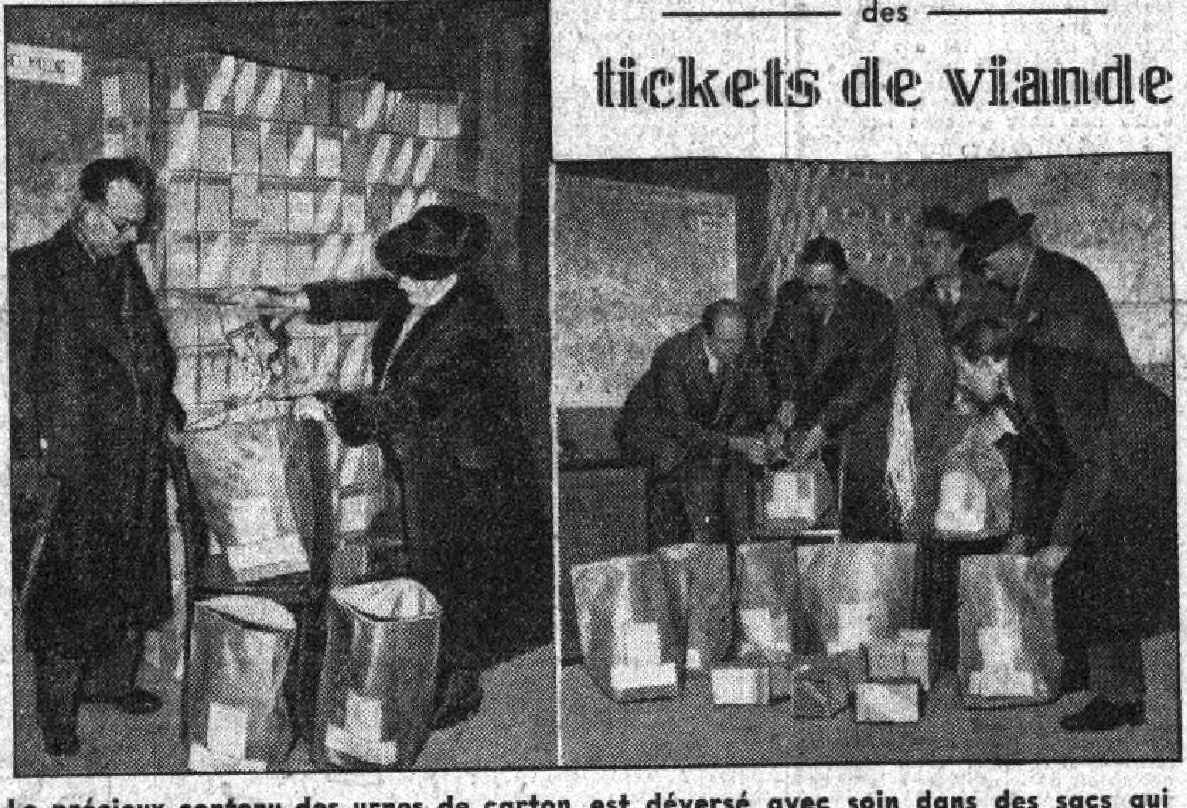 des
tickets de viande
Le précieux contenu des urnes de carton est déversé avec soin dans des sacs qui